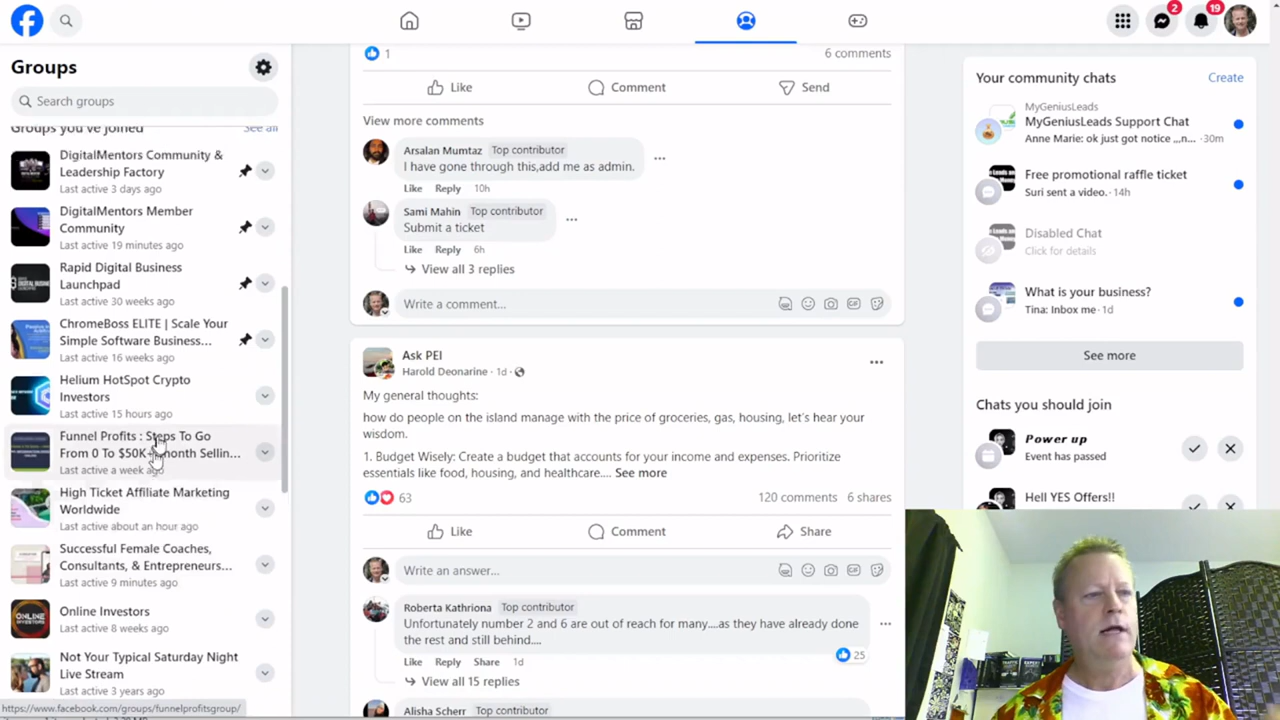 2
19
Groups
Search groups
Groups you've joined
See all
DigitalMentors Community &
Leadership Factory
Last active 3 days ago
DigitalMentors Member
Community
Last active 19 minutes ago
Rapid Digital Business
Launchpad
Last active 30 weeks ago
ChromeBoss ELITE | Scale Your
Simple Software Business...
Last active 16 weeks ago
Helium HotSpot Crypto
Investors
Last active 15 hours ago
Funnel Profits : Steps To Go
From 0 To $50K+/month Sellin...
Last active a week ago
High Ticket Affiliate Marketing
Worldwide
Last active about an hour ago
Successful Female Coaches,
Consultants, & Entrepreneurs...
Last active 9 minutes ago
Online Investors
Last active 8 weeks ago
Not Your Typical Saturday Night
Live Stream
Last active 3 years ago
https://www.facebook.com/groups/funnelprofitsgroup/
1
6 comments
Like
Comment
Send
View more comments
Arsalan Mumtaz Top contributor
I have gone through this,add me as admin.
Like Reply 10h
Sami Mahin Top contributor
Submit a ticket
Like Reply 6h
View all 3 replies
Write a comment...
Ask PEI
Harold Deonarine · 1d ·
My general thoughts:
how do people on the island manage with the price of groceries, gas, housing, let's hear your
wisdom.
1. Budget Wisely: Create a budget that accounts for your income and expenses. Prioritize
essentials like food, housing, and healthcare.... See more
63
120 comments 6 shares
Like
Comment
Share
Write an answer...
Roberta Kathriona Top contributor
Unfortunately number 2 and 6 are out of reach for many....as they have already done
the rest and still behind....
25
Like Reply Share 1d
View all 15 replies
Alisha Scherr Top contributor
Your community chats
Create
MyGeniusLeads
MyGeniusLeads Support Chat
Anne Marie: ok just got notice ,,,n... · 30m
Free promotional raffle ticket
Suri sent a video. · 14h
Disabled Chat
Click for details
What is your business?
Tina: Inbox me · 1d
See more
Chats you should join
Power up
Event has passed
Hell YES Offers!!